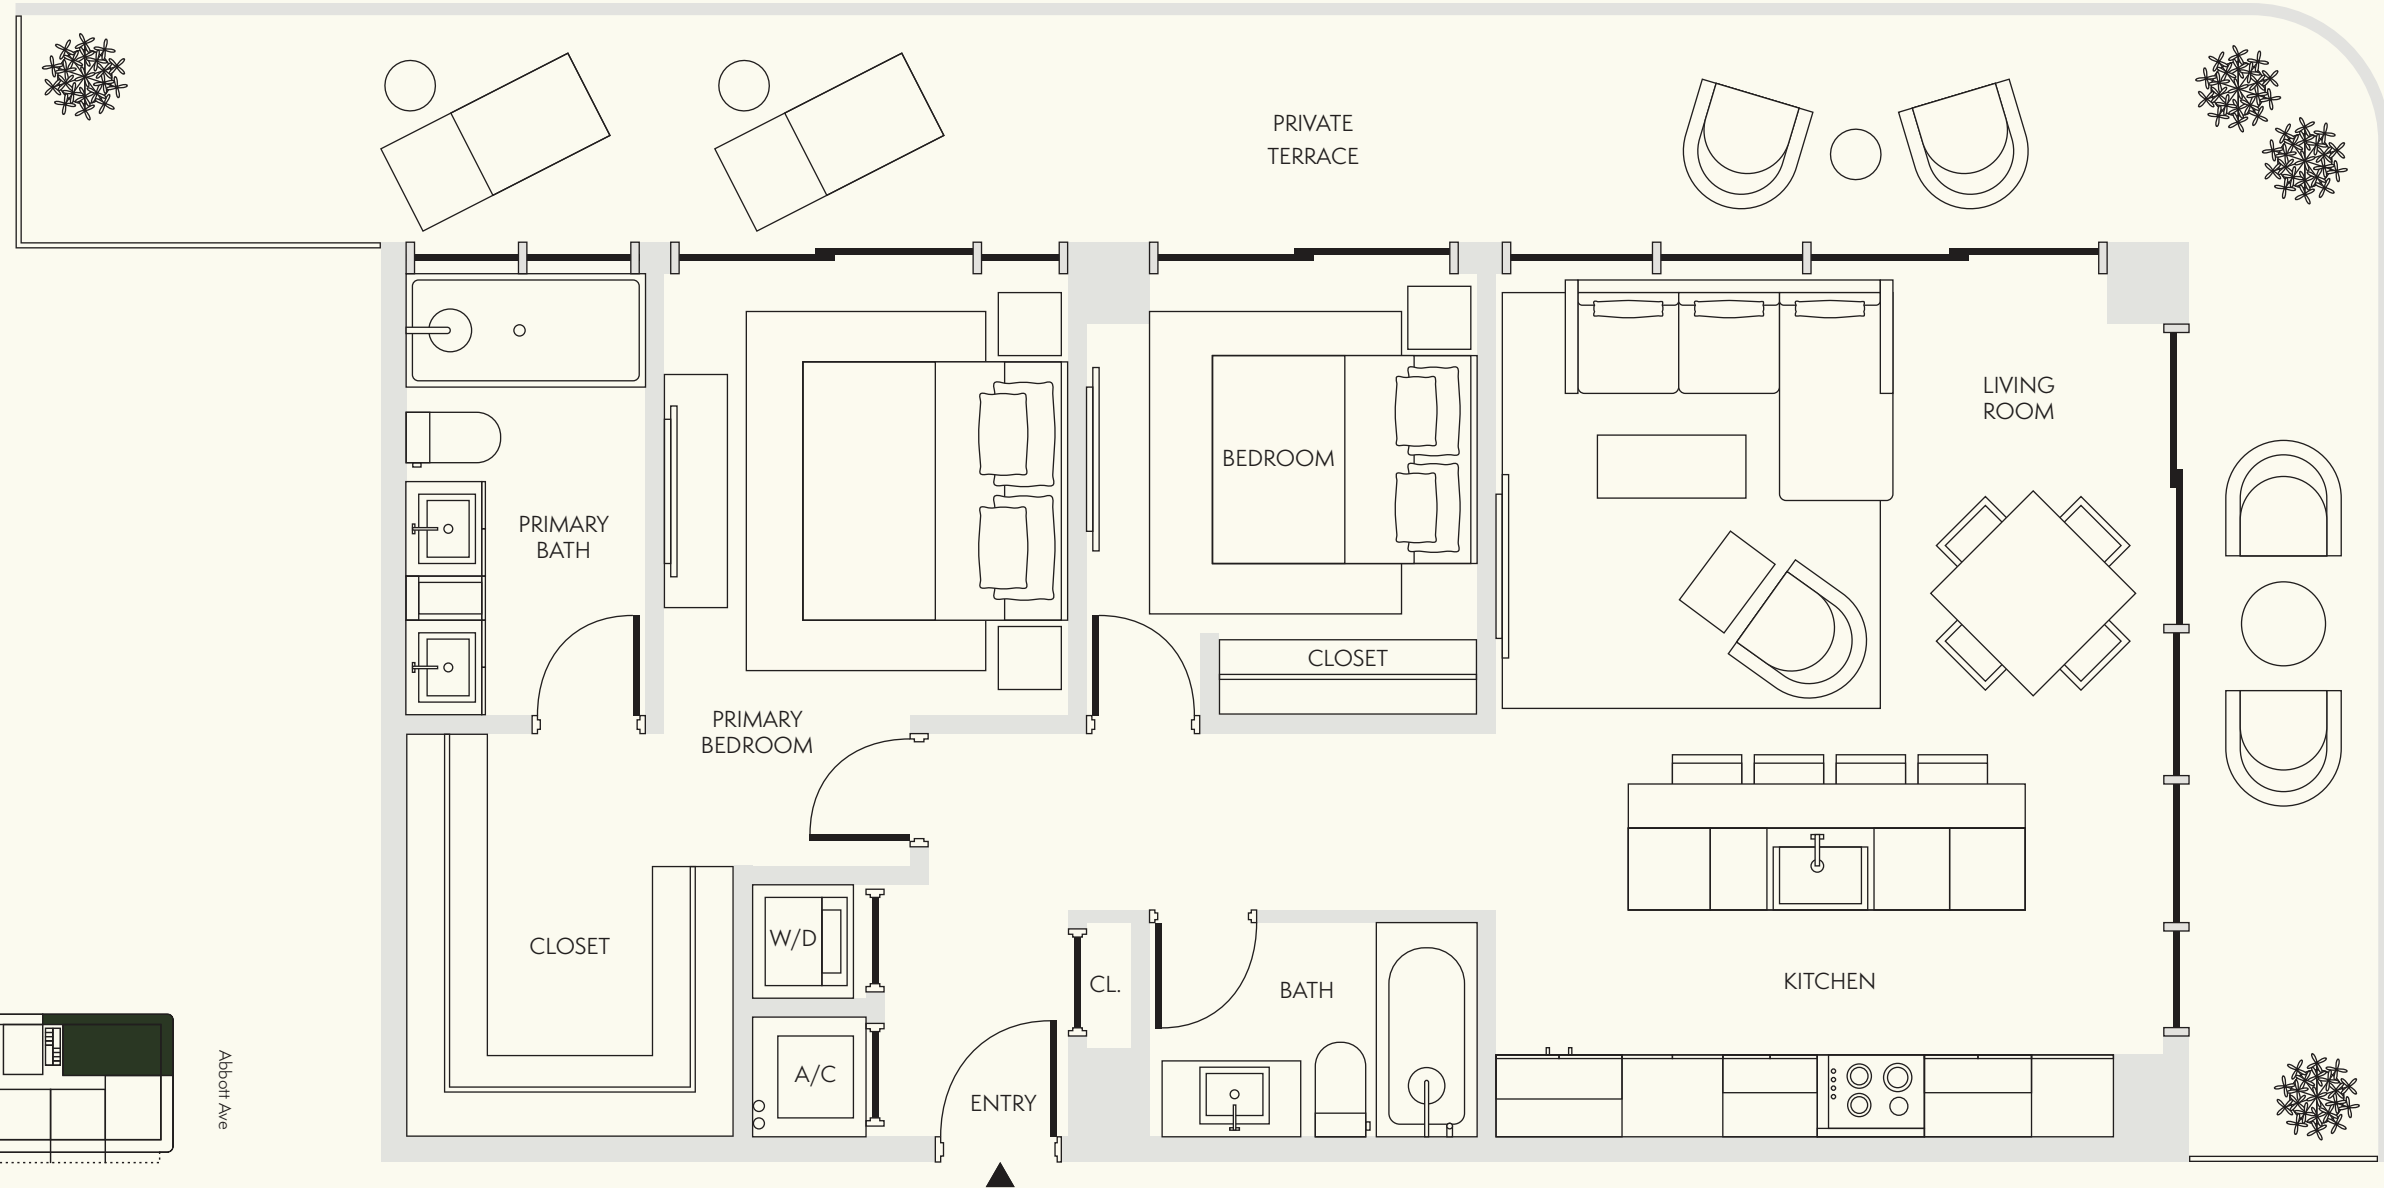 PRIVATE
TERRACE
LIVING
ROOM
BEDROOM
PRIMARY
BATH
CLOSET
PRIMARY
BEDROOM
W/D
CLOSET
CL.
BATH
KITCHEN
A/C
ENTRY
Abbott Ave